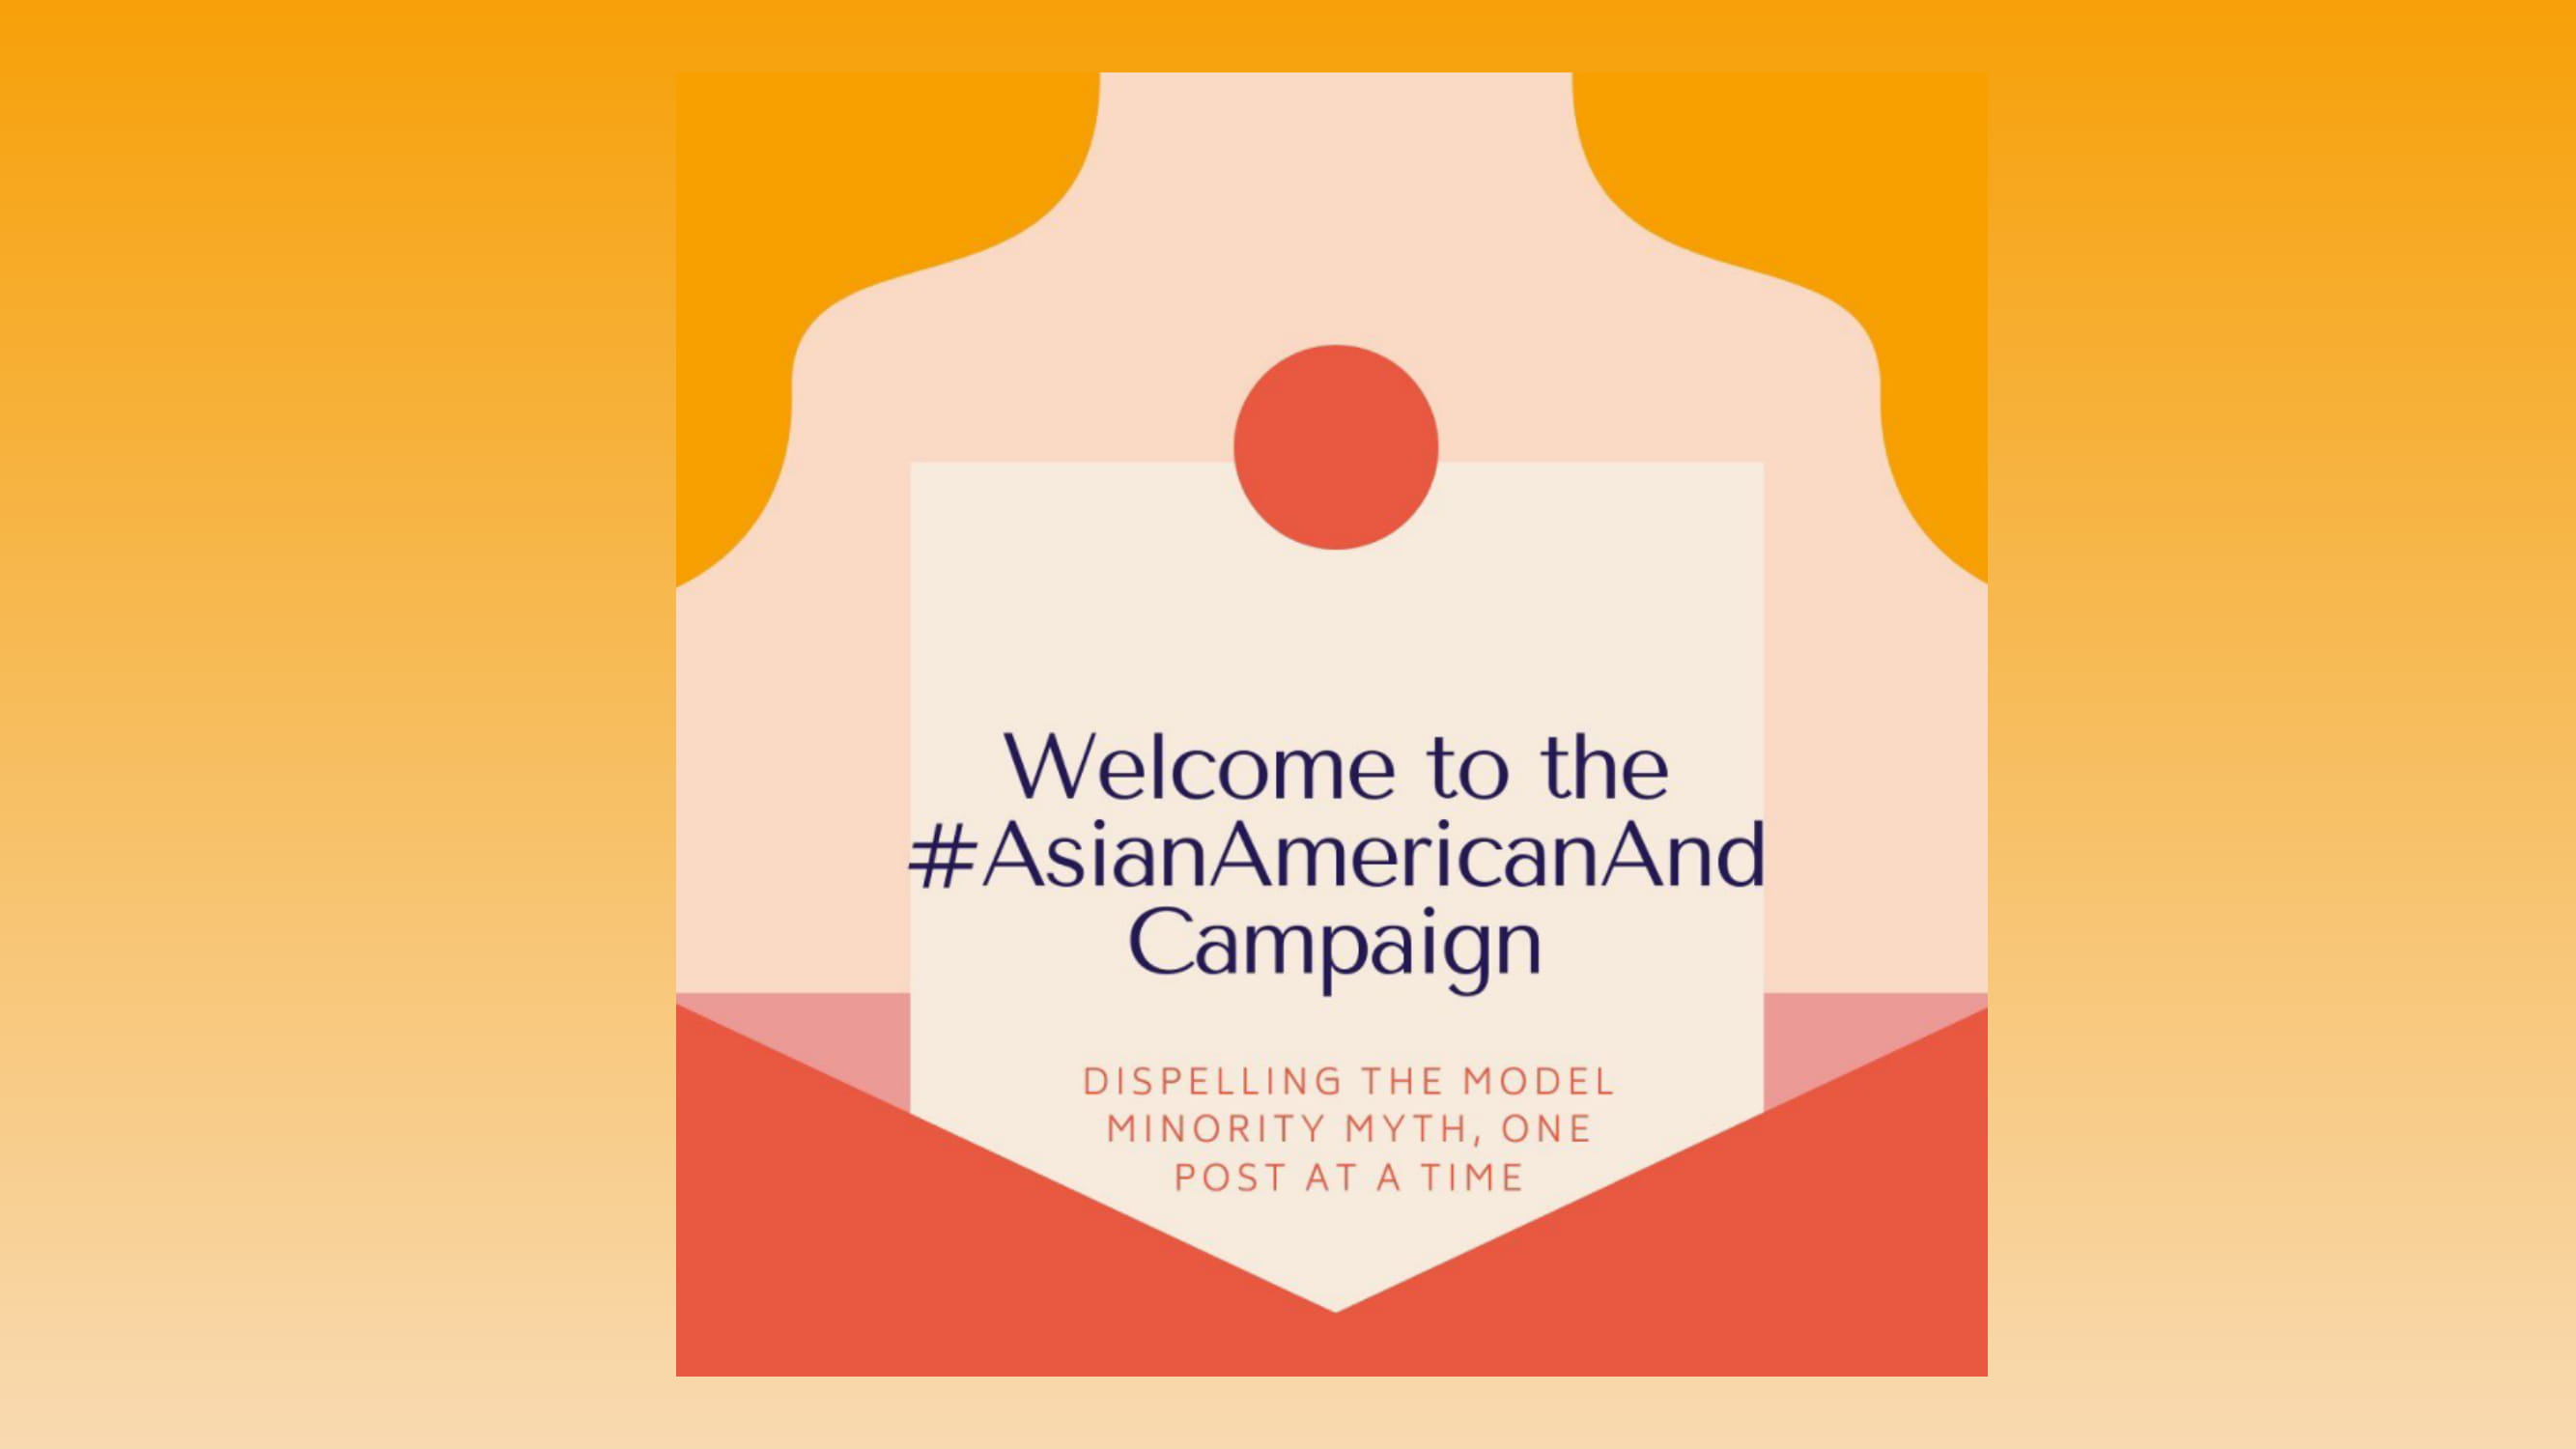 Welcome to the
#AsianAmericanAnd
Campaign
DISPELLING THE MODEL
MINORITY MYTH, ONE
POST AT A TIME